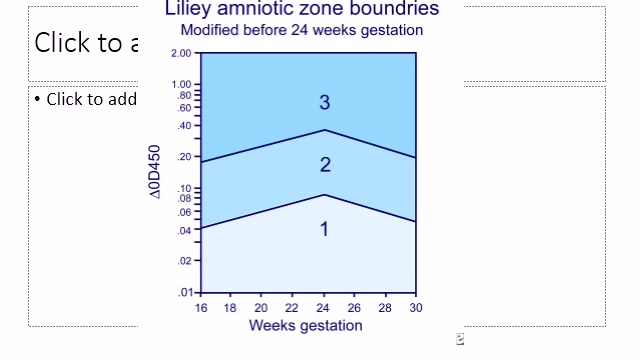 Liliey amniotic zone boundries
Modified before 24 weeks gestation
Click to a
• Click to add
2.00
1.00
.80
.60
.40
.20
.10
.08
.06
.04
.02
.01
Δ0D450
3
2
1
16 18 20 22 24 26 28 30
Weeks gestation